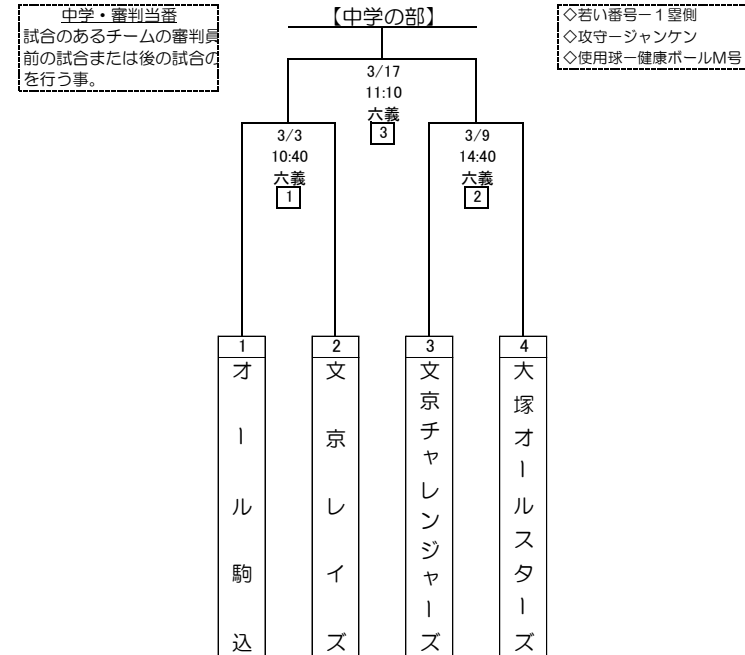 中学・審判当番
試合のあるチームの審判員
前の試合または後の試合の
を行う事。
【中学の部】
◇若い番号－１塁側
◇攻守－ジャンケン
◇使用球－健康ボールM号
3/17
11:10
六義
3
3/3
10:40
六義
1
3/9
14:40
六義
2
1
オール駒込
2
文京レイズ
3
文京チャレンジャーズ
4
大塚オールスターズ